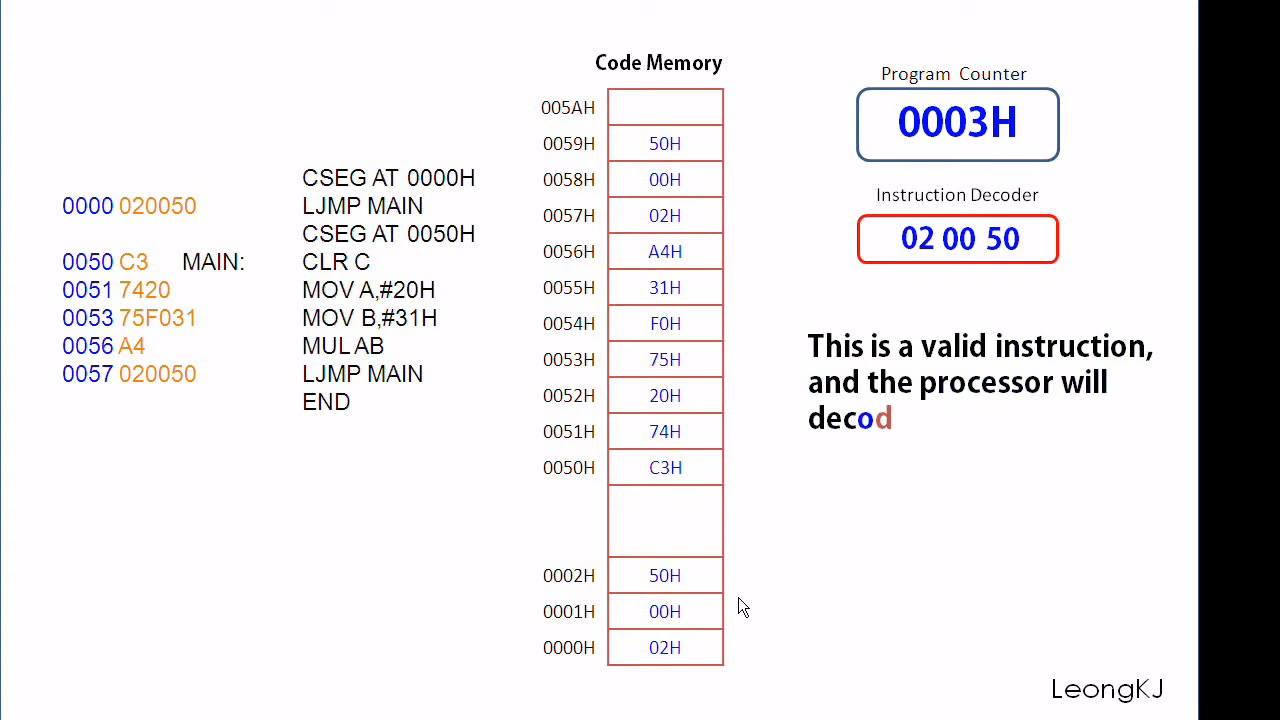 CSEG AT 0000H
0000 020050 LJMP MAIN
CSEG AT 0050H
0050 C3 MAIN: CLR C
0051 7420 MOV A,#20H
0053 75F031 MOV B,#31H
0056 A4 MUL AB
0057 020050 LJMP MAIN
END
Code Memory
005AH
0059H 50H
0058H 00H
0057H 02H
0056H A4H
0055H 31H
0054H F0H
0053H 75H
0052H 20H
0051H 74H
0050H C3H
0002H 50H
0001H 00H
0000H 02H
Program Counter
0003H
Instruction Decoder
02 00 50
This is a valid instruction,
and the processor will
decod
LeongKJ